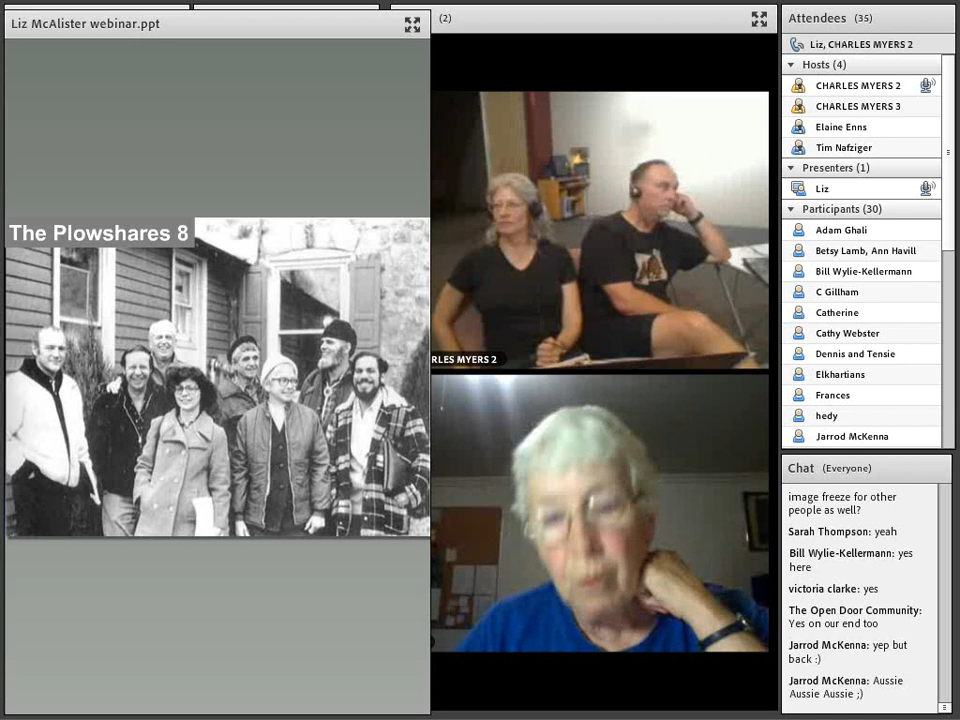 Liz McAlister webinar.ppt
The Plowshares 8
(2)
RLES MYERS 2
Attendees (35)
Liz, CHARLES MYERS 2
Hosts (4)
CHARLES MYERS 2
CHARLES MYERS 3
Elaine Enns
Tim Nafziger
Presenters (1)
Liz
Participants (30)
Adam Ghali
Betsy Lamb, Ann Havill
Bill Wylie-Kellermann
C Gillham
Catherine
Cathy Webster
Dennis and Tensie
Elkhartians
Frances
hedy
Jarrod McKenna
Chat (Everyone)
image freeze for other
people as well?
Sarah Thompson: yeah
Bill Wylie-Kellermann: yes
here
victoria clarke: yes
The Open Door Community:
Yes on our end too
Jarrod McKenna: yep but
back :)
Jarrod McKenna: Aussie
Aussie Aussie ;)